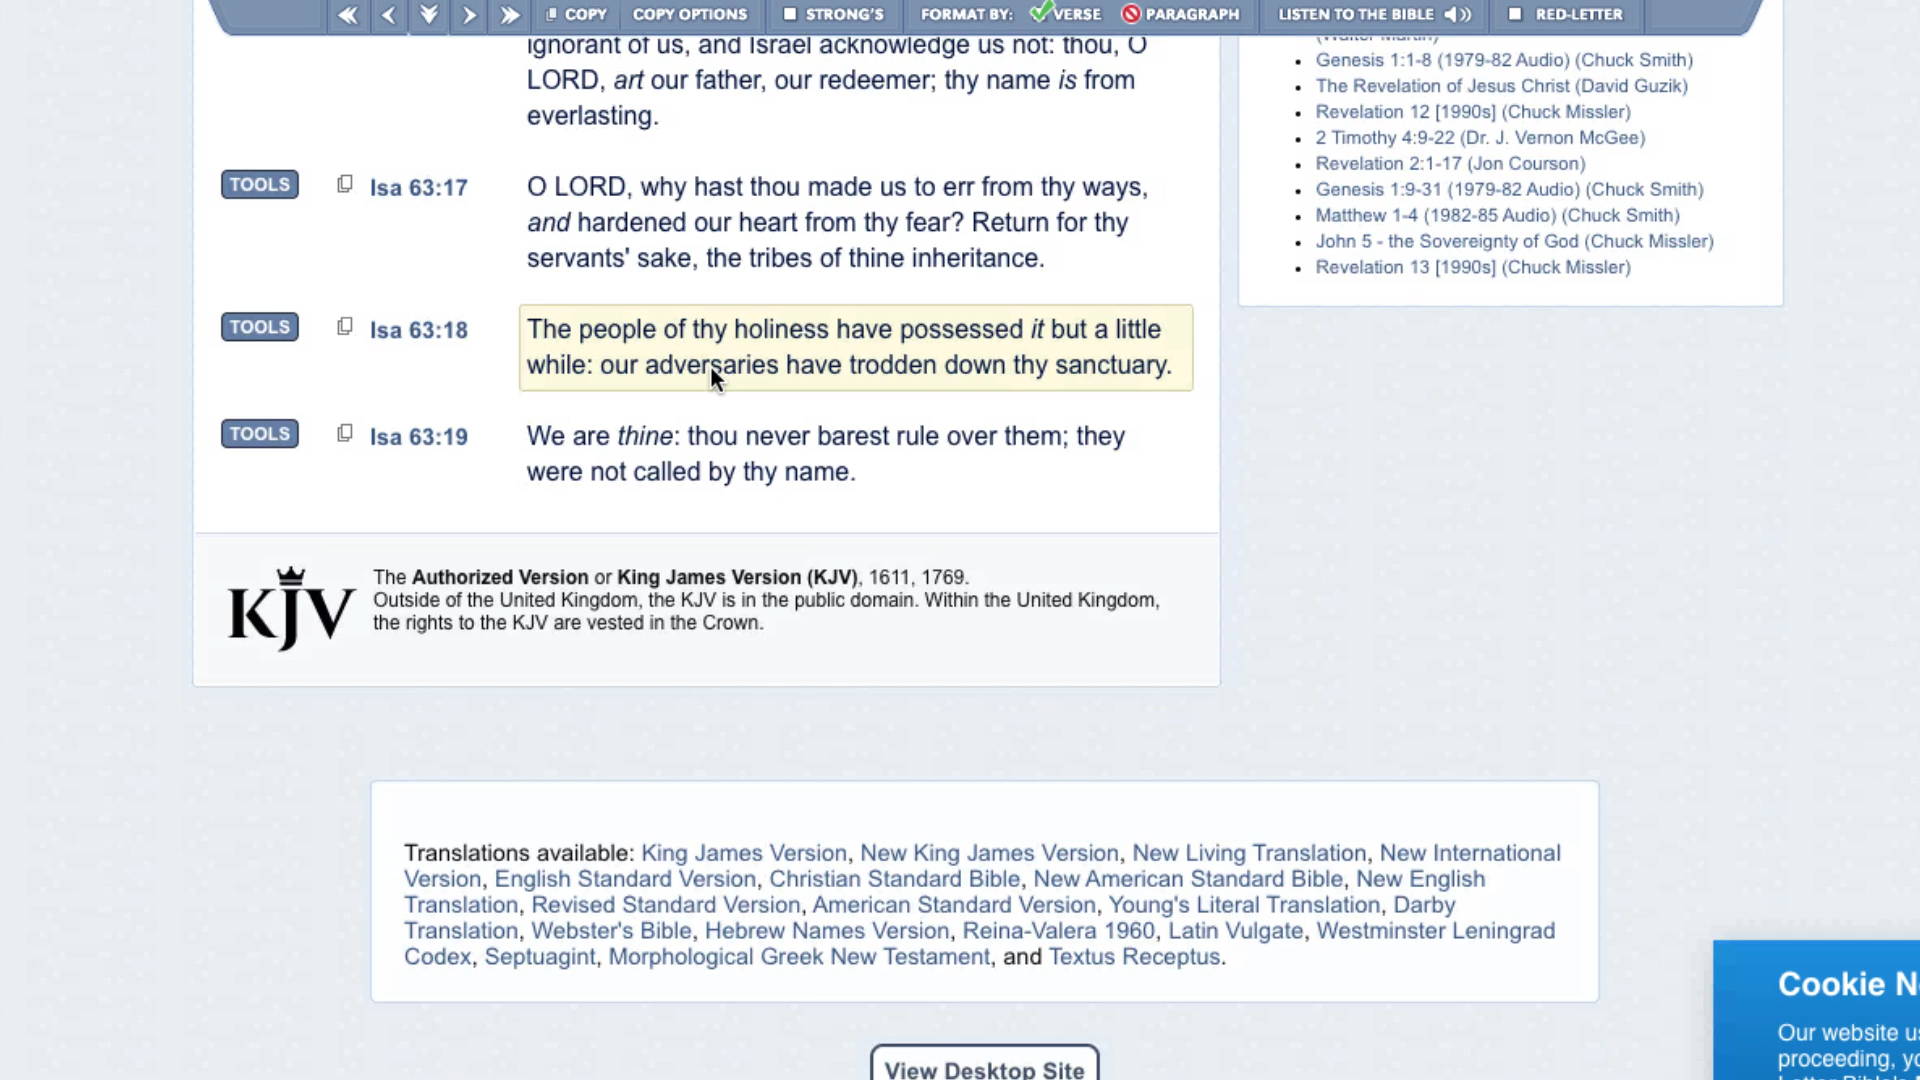 COPY COPY OPTIONS STRONG'S FORMAT BY: VERSE PARAGRAPH LISTEN TO THE BIBLE RED-LETTER
ignorant of us, and Israel acknowledge us not: thou, O
LORD, art our father, our redeemer; thy name is from
everlasting.
TOOLS Isa 63:17 O LORD, why hast thou made us to err from thy ways,
and hardened our heart from thy fear? Return for thy
servants' sake, the tribes of thine inheritance.
TOOLS Isa 63:18 The people of thy holiness have possessed it but a little
while: our adversaries have trodden down thy sanctuary.
TOOLS Isa 63:19 We are thine: thou never barest rule over them; they
were not called by thy name.
KJV
The Authorized Version or King James Version (KJV), 1611, 1769.
Outside of the United Kingdom, the KJV is in the public domain. Within the United Kingdom,
the rights to the KJV are vested in the Crown.
(Walter Martin)
Genesis 1:1-8 (1979-82 Audio) (Chuck Smith)
The Revelation of Jesus Christ (David Guzik)
Revelation 12 [1990s] (Chuck Missler)
2 Timothy 4:9-22 (Dr. J. Vernon McGee)
Revelation 2:1-17 (Jon Courson)
Genesis 1:9-31 (1979-82 Audio) (Chuck Smith)
Matthew 1-4 (1982-85 Audio) (Chuck Smith)
John 5 - the Sovereignty of God (Chuck Missler)
Revelation 13 [1990s] (Chuck Missler)
Translations available: King James Version, New King James Version, New Living Translation, New International
Version, English Standard Version, Christian Standard Bible, New American Standard Bible, New English
Translation, Revised Standard Version, American Standard Version, Young's Literal Translation, Darby
Translation, Webster's Bible, Hebrew Names Version, Reina-Valera 1960, Latin Vulgate, Westminster Leningrad
Codex, Septuagint, Morphological Greek New Testament, and Textus Receptus.
View Desktop Site
Cookie N
Our website us
proceeding, yo